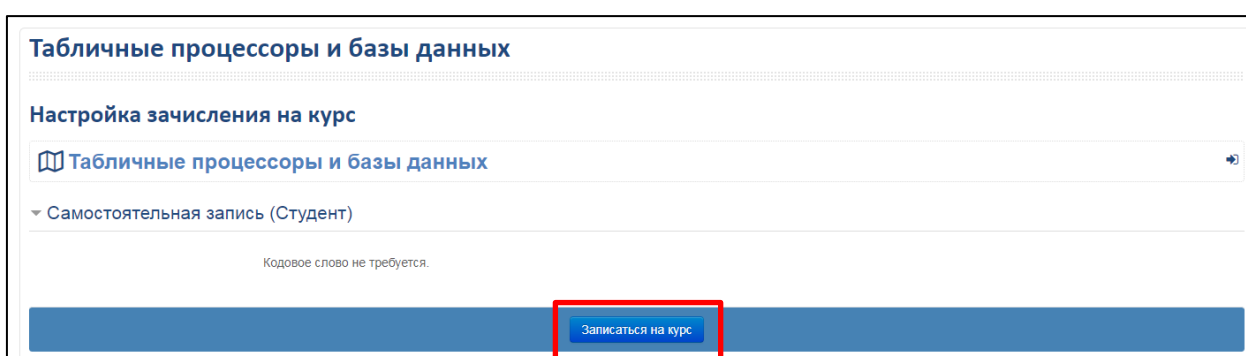 Табличные процессоры и базы данных
Настройка зачисления на курс
Табличные процессоры и базы данных
Самостоятельная запись (Студент)
Кодовое слово не требуется.
Записаться на курс